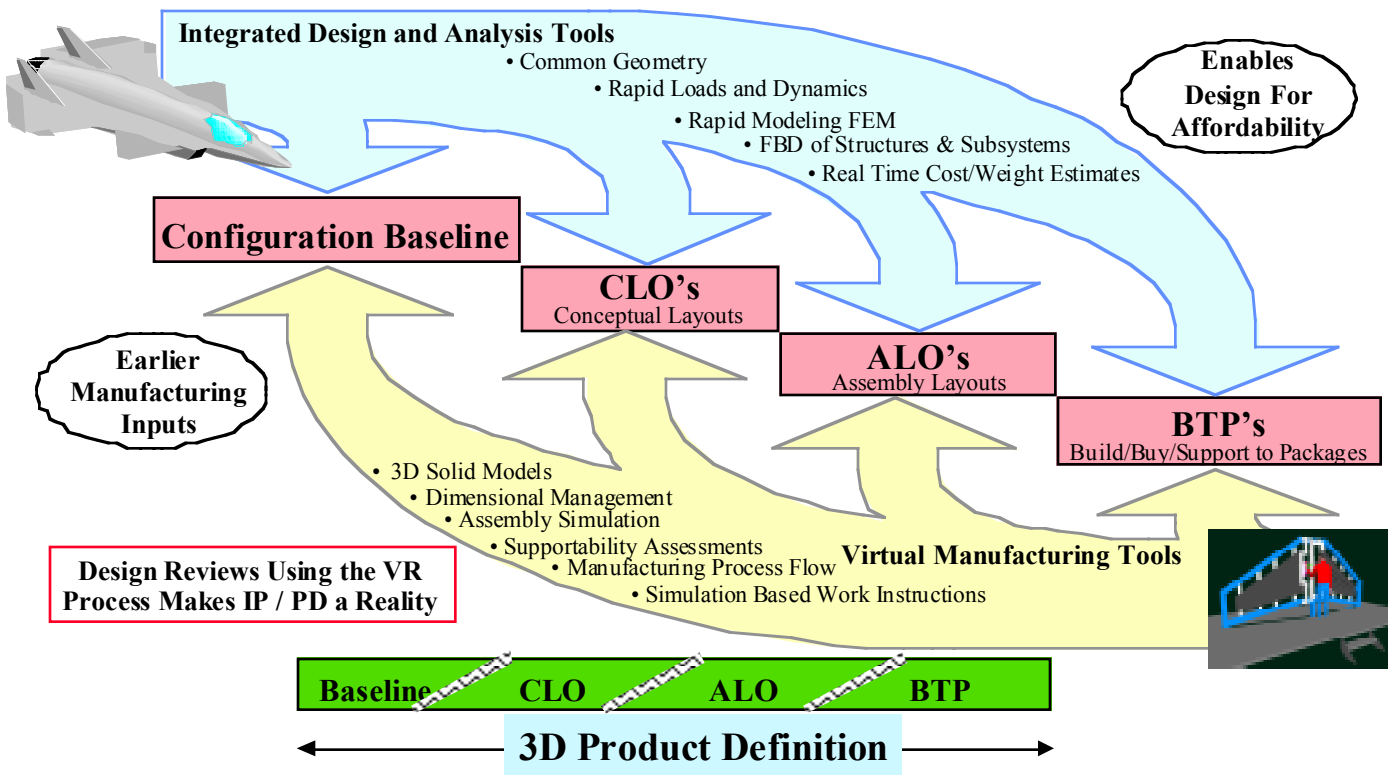 Integrated Design and Analysis Tools
• Common Geometry
• Rapid Loads and Dynamics
• Rapid Modeling FEM
• FBD of Structures & Subsystems
• Real Time Cost/Weight Estimates
Enables
Design For
Affordability
Configuration Baseline
CLO’s
Conceptual Layouts
ALO’s
Assembly Layouts
BTP’s
Build/Buy/Support to Packages
Earlier
Manufacturing
Inputs
• 3D Solid Models
• Dimensional Management
• Assembly Simulation
• Supportability Assessments
• Manufacturing Process Flow
• Simulation Based Work Instructions
Virtual Manufacturing Tools
Design Reviews Using the VR
Process Makes IP / PD a Reality
Baseline CLO ALO BTP
3D Product Definition